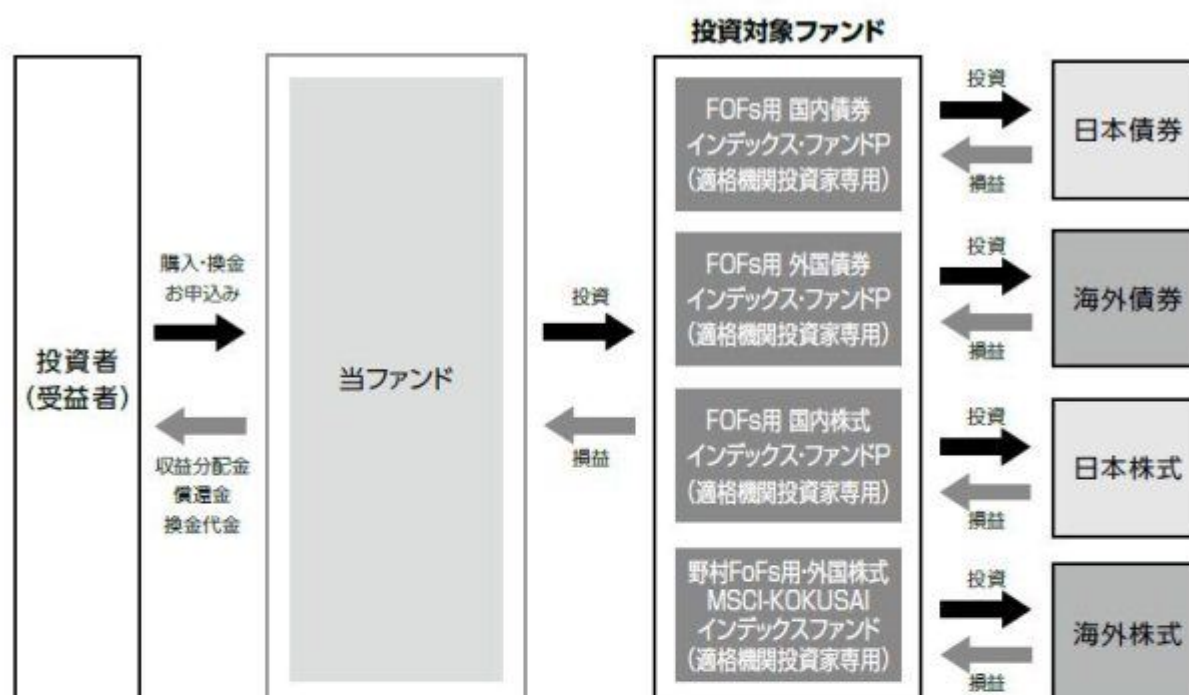 投資対象ファンド
投資者
(受益者)
購入・換金
お申込み
収益分配金
償還金
換金代金
当ファンド
投資
損益
FOFs用 国内債券
インデックス・ファンドP
(適格機関投資家専用)
投資
損益
日本債券
FOFs用 外国債券
インデックス・ファンドP
(適格機関投資家専用)
投資
損益
海外債券
FOFs用 国内株式
インデックス・ファンドP
(適格機関投資家専用)
投資
損益
日本株式
野村FoFs用・外国株式
MSCI-KOKUSAI
インデックスファンド
(適格機関投資家専用)
投資
損益
海外株式